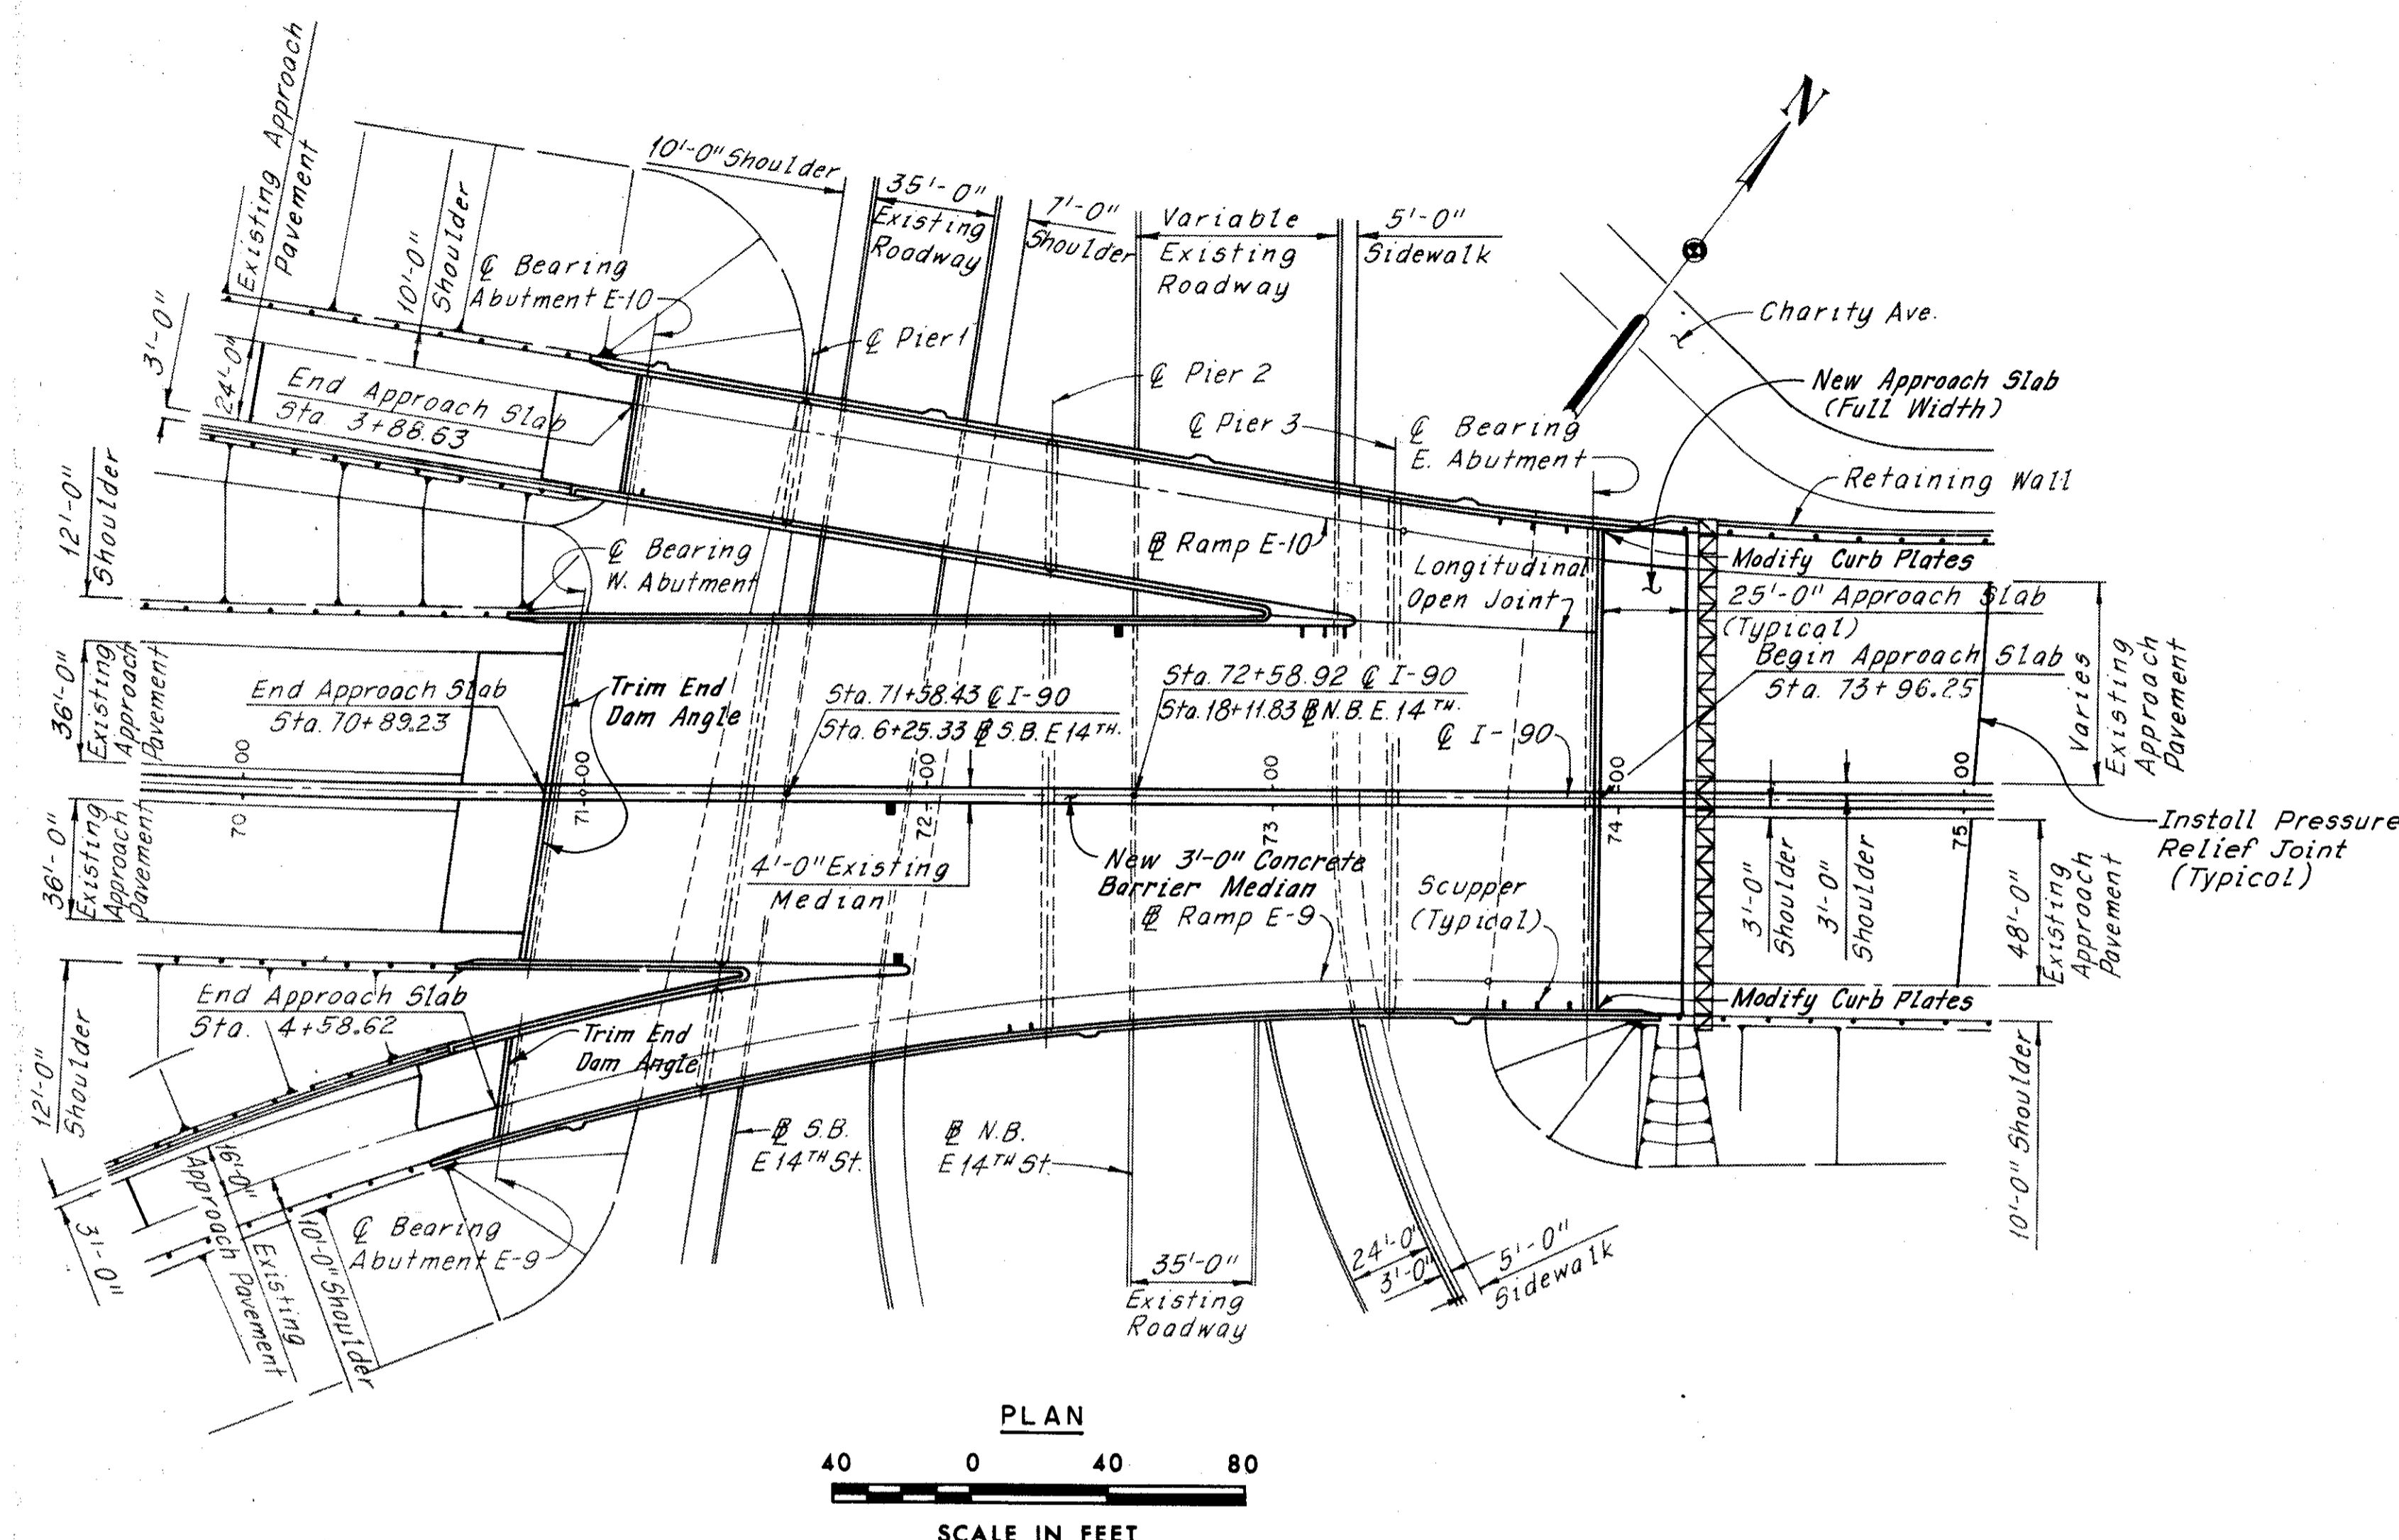 Existing Approach
Pavement
10'-0" Shoulder
35'-0"
Existing
Roadway
7'-0"
Shoulder
Variable
Existing
Roadway
5'-0"
Sidewalk
N
10'-0"
Shoulder
℄ Bearing
Abutment E-10
3'-0"
24'-0"
End Approach Slab
Sta. 3+88.63
℄ Pier 1
℄ Pier 2
℄ Pier 3
℄ Bearing
E. Abutment
Charity Ave.
New Approach Slab
(Full Width)
Retaining Wall
12'-0"
Shoulder
℄ Bearing
W. Abutment
℔ Ramp E-10
Longitudinal
Open Joint
Modify Curb Plates
25'-0" Approach Slab
(Typical)
Begin Approach Slab
Sta. 73+96.25
36'-0"
Existing
Approach
Pavement
End Approach Slab
Sta. 70+89.23
Trim End
Dam Angle
Sta. 71+58.43 ℄ I-90
Sta. 6+25.33 ℔ S.B. E 14TH.
Sta. 72+58.92 ℄ I-90
Sta. 18+11.83 ℔ N.B. E. 14TH.
℄ I-90
Varies
Existing
Approach
Pavement
70 00
71 00
72 00
73 00
74 00
75 00
36'-0"
Existing
Approach
Pavement
4'-0" Existing
Median
New 3'-0" Concrete
Barrier Median
℔ Ramp E-9
Scupper
(Typical)
3'-0"
Shoulder
3'-0"
Shoulder
48'-0"
Existing
Approach
Pavement
Install Pressure
Relief Joint
(Typical)
End Approach Slab
Sta. 4+58.62
Trim End
Dam Angle
Modify Curb Plates
12'-0"
Shoulder
10'-0" Shoulder
3'-0"
16'-0"
Existing
Approach Pavement
10'-0" Shoulder
℄ Bearing
Abutment E-9
℔ S.B.
E 14TH St.
℔ N.B.
E 14TH St.
35'-0"
Existing
Roadway
24'-0"
3'-0"
5'-0"
Sidewalk
PLAN
40 0 40 80
SCALE IN FEET